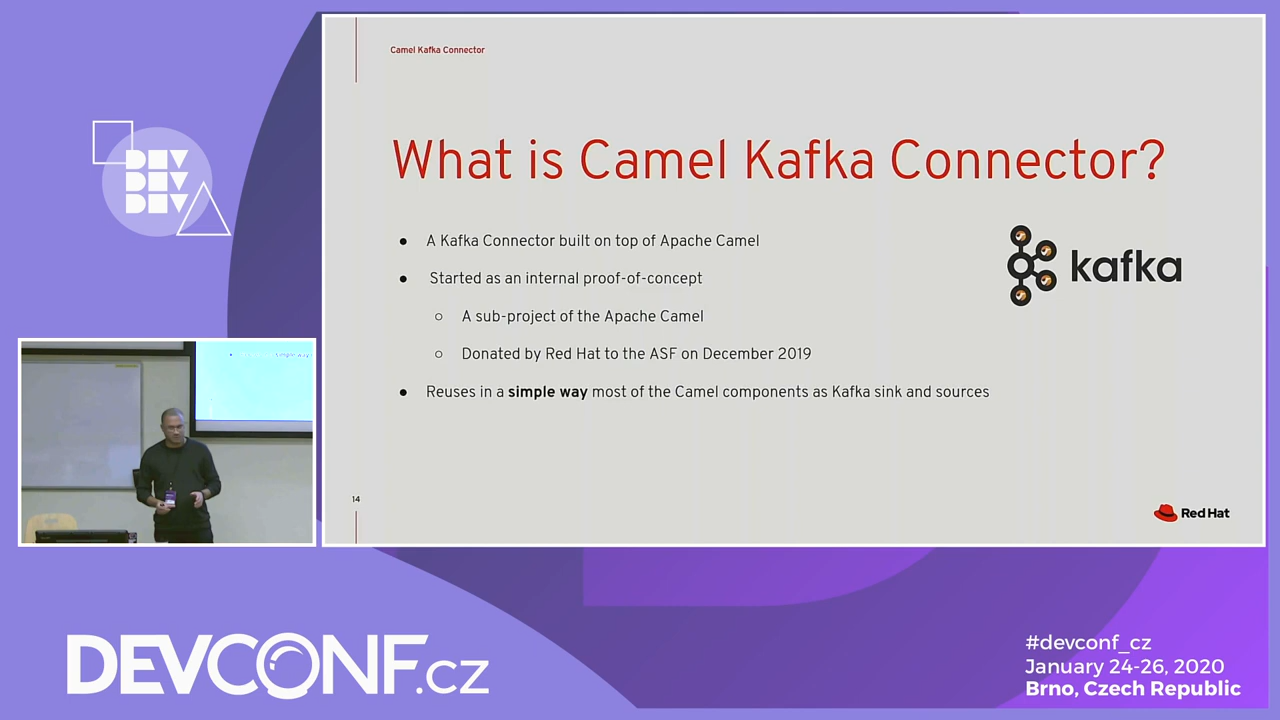 Camel Kafka Connector
What is Camel Kafka Connector?
● A Kafka Connector built on top of Apache Camel
● Started as an internal proof-of-concept
○ A sub-project of the Apache Camel
○ Donated by Red Hat to the ASF on December 2019
● Reuses in a simple way most of the Camel components as Kafka sink and sources
kafka
14
Red Hat
DEV
DEV
DEV
DEVCONF.cz
#devconf_cz
January 24-26, 2020
Brno, Czech Republic